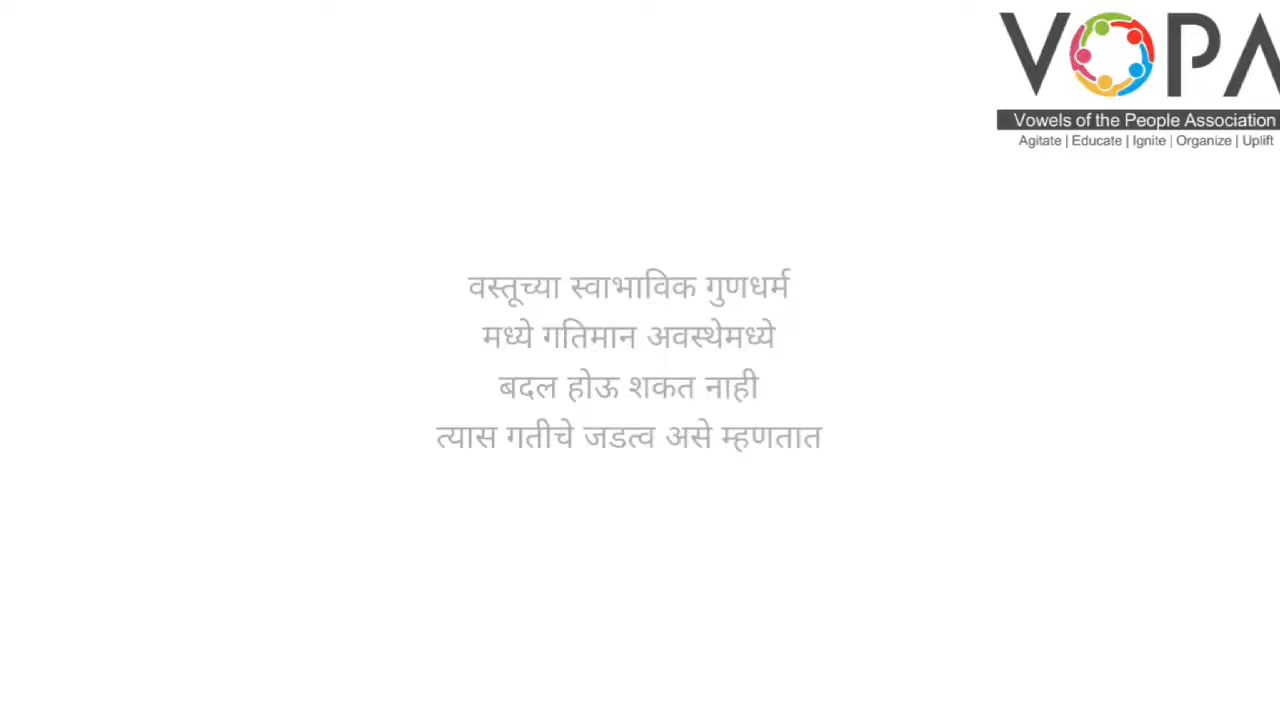 VOPA
Vowels of the People Association
Agitate | Educate | Ignite | Organize | Uplift
वस्तूच्या स्वाभाविक गुणधर्म
मध्ये गतिमान अवस्थेमध्ये
बदल होऊ शकत नाही
त्यास गतीचे जडत्व असे म्हणतात